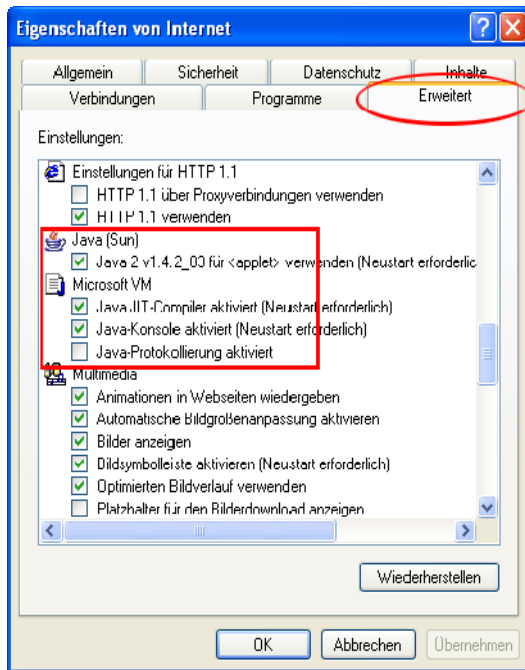 Eigenschaften von Internet
Allgemein Sicherheit Datenschutz Inhalte
Verbindungen Programme Erweitert
Einstellungen:
Einstellungen für HTTP 1.1
HTTP 1.1 über Proxyverbindungen verwenden
HTTP 1.1 verwenden
Java (Sun)
Java 2 v1.4.2_03 für <applet> verwenden (Neustart erforderlic
Microsoft VM
Java-JIT-Compiler aktiviert (Neustart erforderlich)
Java-Konsole aktiviert (Neustart erforderlich)
Java-Protokollierung aktiviert
Multimedia
Animationen in Webseiten wiedergeben
Automatische Bildgrößenanpassung aktivieren
Bilder anzeigen
Bildsymbolleiste aktivieren (Neustart erforderlich)
Optimierten Bildverlauf verwenden
Platzhalter für den Bilderdownload anzeigen
Wiederherstellen
OK Abbrechen Übernehmen